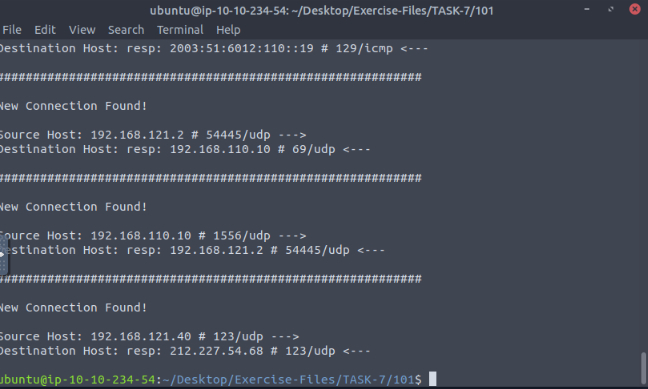 ubuntu@ip-10-10-234-54: ~/Desktop/Exercise-Files/TASK-7/101
File Edit View Search Terminal Help
Destination Host: resp: 2003:51:6012:110::19 # 129/icmp <---
###########################################################
New Connection Found!
Source Host: 192.168.121.2 # 54445/udp --->
Destination Host: resp: 192.168.110.10 # 69/udp <---
###########################################################
New Connection Found!
Source Host: 192.168.110.10 # 1556/udp --->
Destination Host: resp: 192.168.121.2 # 54445/udp <---
###########################################################
New Connection Found!
Source Host: 192.168.121.40 # 123/udp --->
Destination Host: resp: 212.227.54.68 # 123/udp <---
ubuntu@ip-10-10-234-54:~/Desktop/Exercise-Files/TASK-7/101$